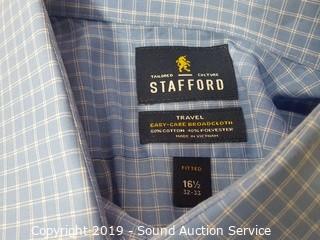 TAILORED CULTURE
STAFFORD
TRAVEL
EASY-CARE BROADCLOTH
60% COTTON 40% POLYESTER
MADE IN VIETNAM
FITTED
16½
32-33
Copyright 2019 - Sound Auction Service